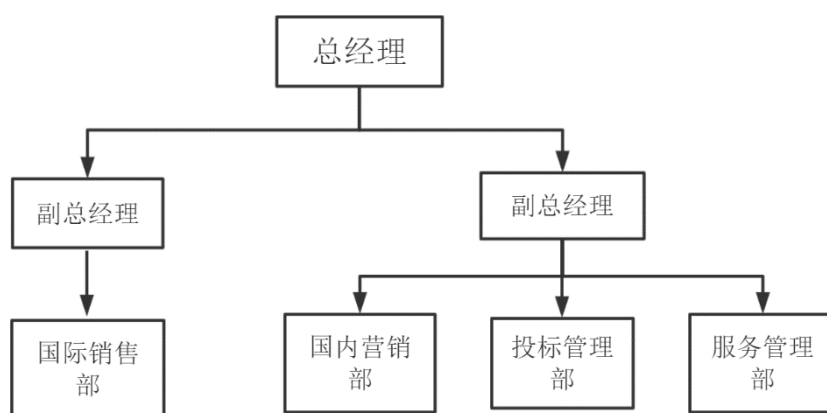 总经理
副总经理
副总经理
国际销售
部
国内营销
部
投标管理
部
服务管理
部